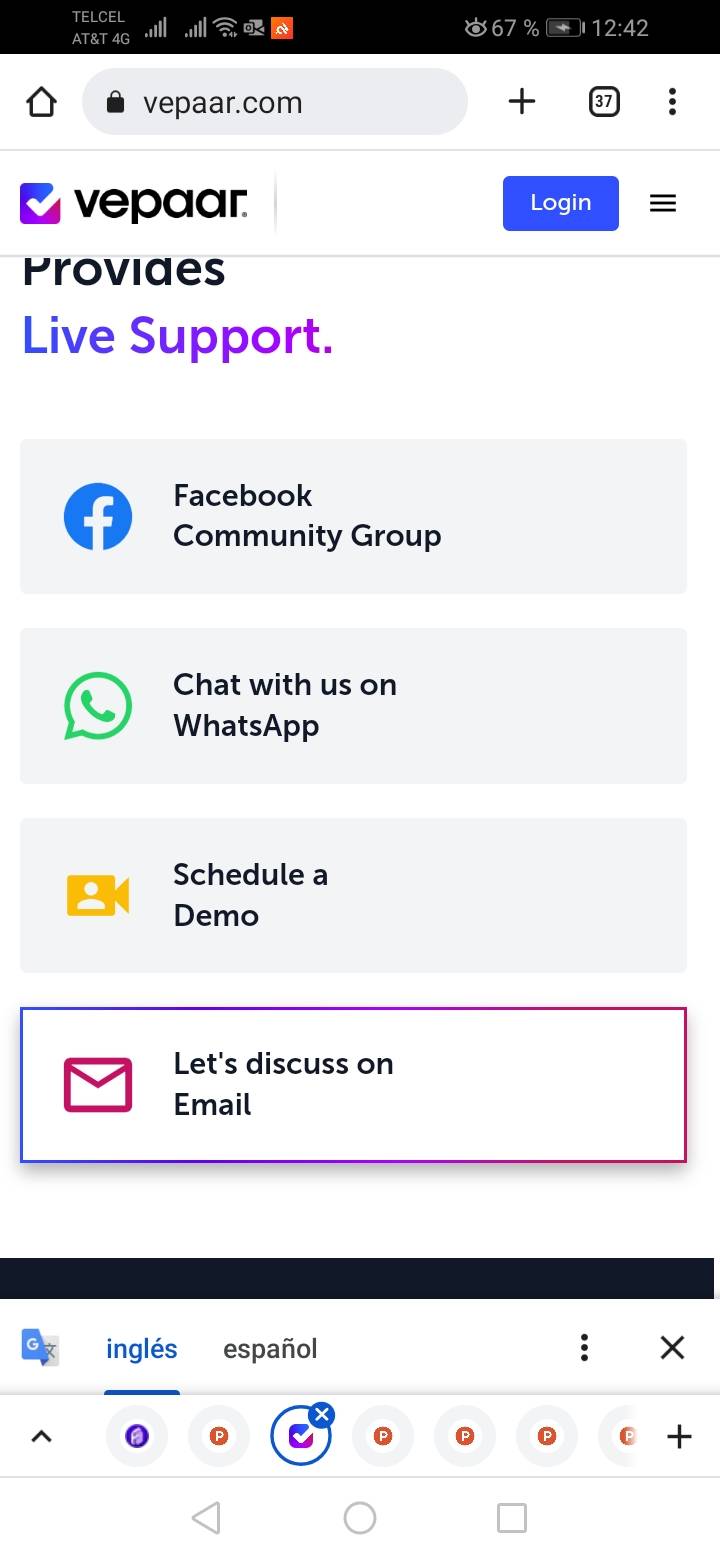 TELCEL
AT&T 4G
67 %
12:42
vepaar.com
37
vepaar
Login
Provides
Live Support.
Facebook
Community Group
Chat with us on
WhatsApp
Schedule a
Demo
Let's discuss on
Email
inglés español